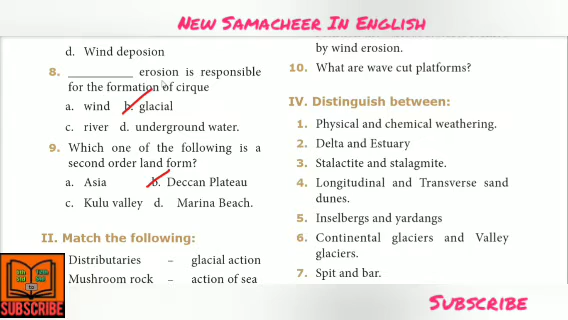 New Samacheer In English
d. Wind deposion
8. __________ erosion is responsible
for the formation of cirque
a. wind b. glacial
c. river d. underground water.
9. Which one of the following is a
second order land form?
a. Asia b. Deccan Plateau
c. Kulu valley d. Marina Beach.
II. Match the following:
Distributaries – glacial action
Mushroom rock – action of sea
by wind erosion.
10. What are wave cut platforms?
IV. Distinguish between:
1. Physical and chemical weathering.
2. Delta and Estuary
3. Stalactite and stalagmite.
4. Longitudinal and Transverse sand
dunes.
5. Inselbergs and yardangs
6. Continental glaciers and Valley
glaciers.
7. Spit and bar.
to
SUBSCRIBE
Subscribe